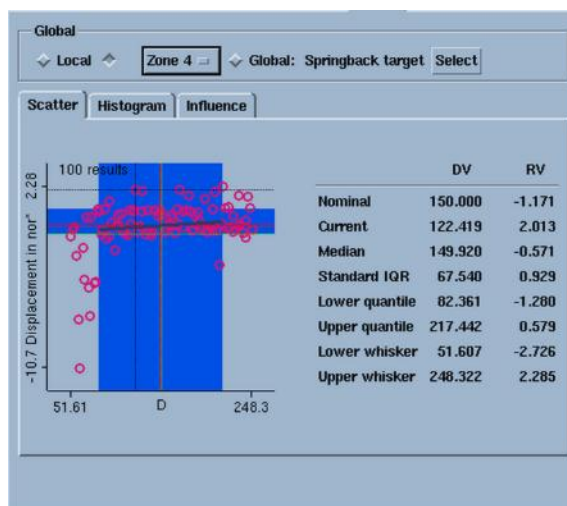 Global
Local Zone 4 Global: Springback target Select
Scatter Histogram Influence
100 results
2.28
-10.7 Displacement in nor"
51.61 D 248.3
DV RV
Nominal 150.000 -1.171
Current 122.419 2.013
Median 149.920 -0.571
Standard IQR 67.540 0.929
Lower quantile 82.361 -1.280
Upper quantile 217.442 0.579
Lower whisker 51.607 -2.726
Upper whisker 248.322 2.285